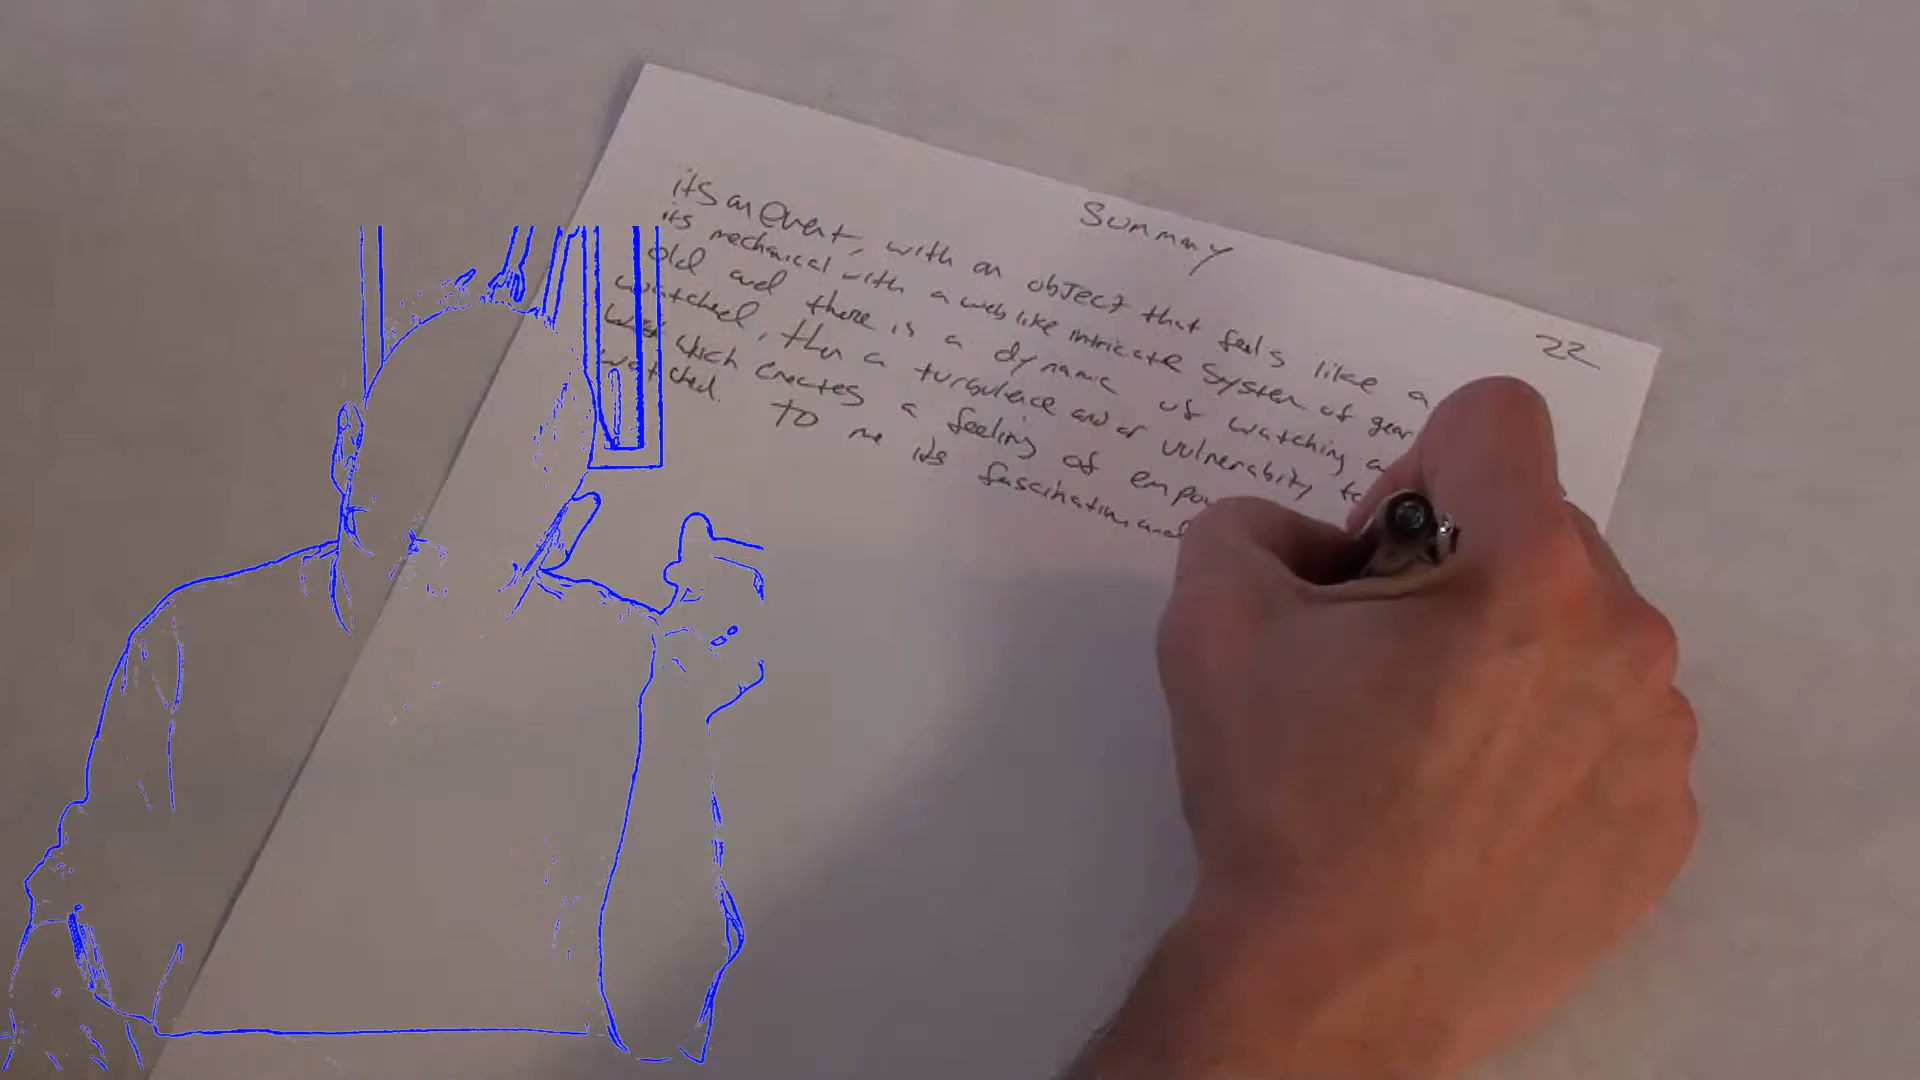 Summary
22
its an Event, with an object that feels like a
its mechanical with a web like intricate System of gear
old and there is a dynamic of watching a
watched, then a turbulence and or vulnerability to
which creates a feeling of empow
watched. To me its fascinating and